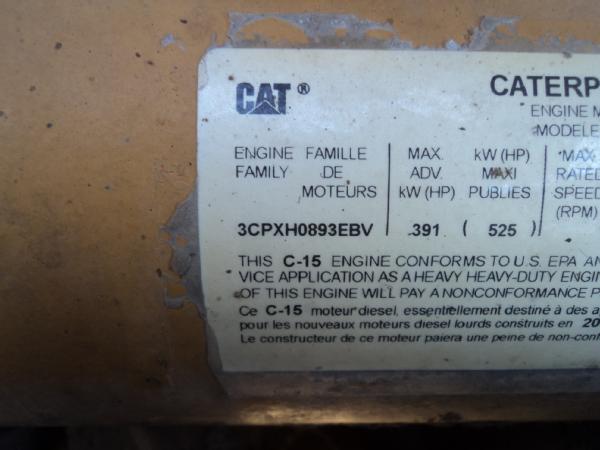 CAT ® CATERP
ENGINE M
MODELE
ENGINE FAMILLE MAX. kW (HP) MAX
FAMILY DE ADV. MAXI RATED
MOTEURS kW (HP) PUBLIES SPEED
(RPM)
3CPXH0893EBV 391 ( 525 )
THIS C-15 ENGINE CONFORMS TO U.S. EPA AN
VICE APPLICATION AS A HEAVY HEAVY-DUTY ENGIN
OF THIS ENGINE WILL PAY A NONCONFORMANCE P
Ce C-15 moteur diesel, essentiellement destiné à des a
pour les nouveaux moteurs diesel lourds construits en 20
Le constructeur de ce moteur paiera une peine de non-conf